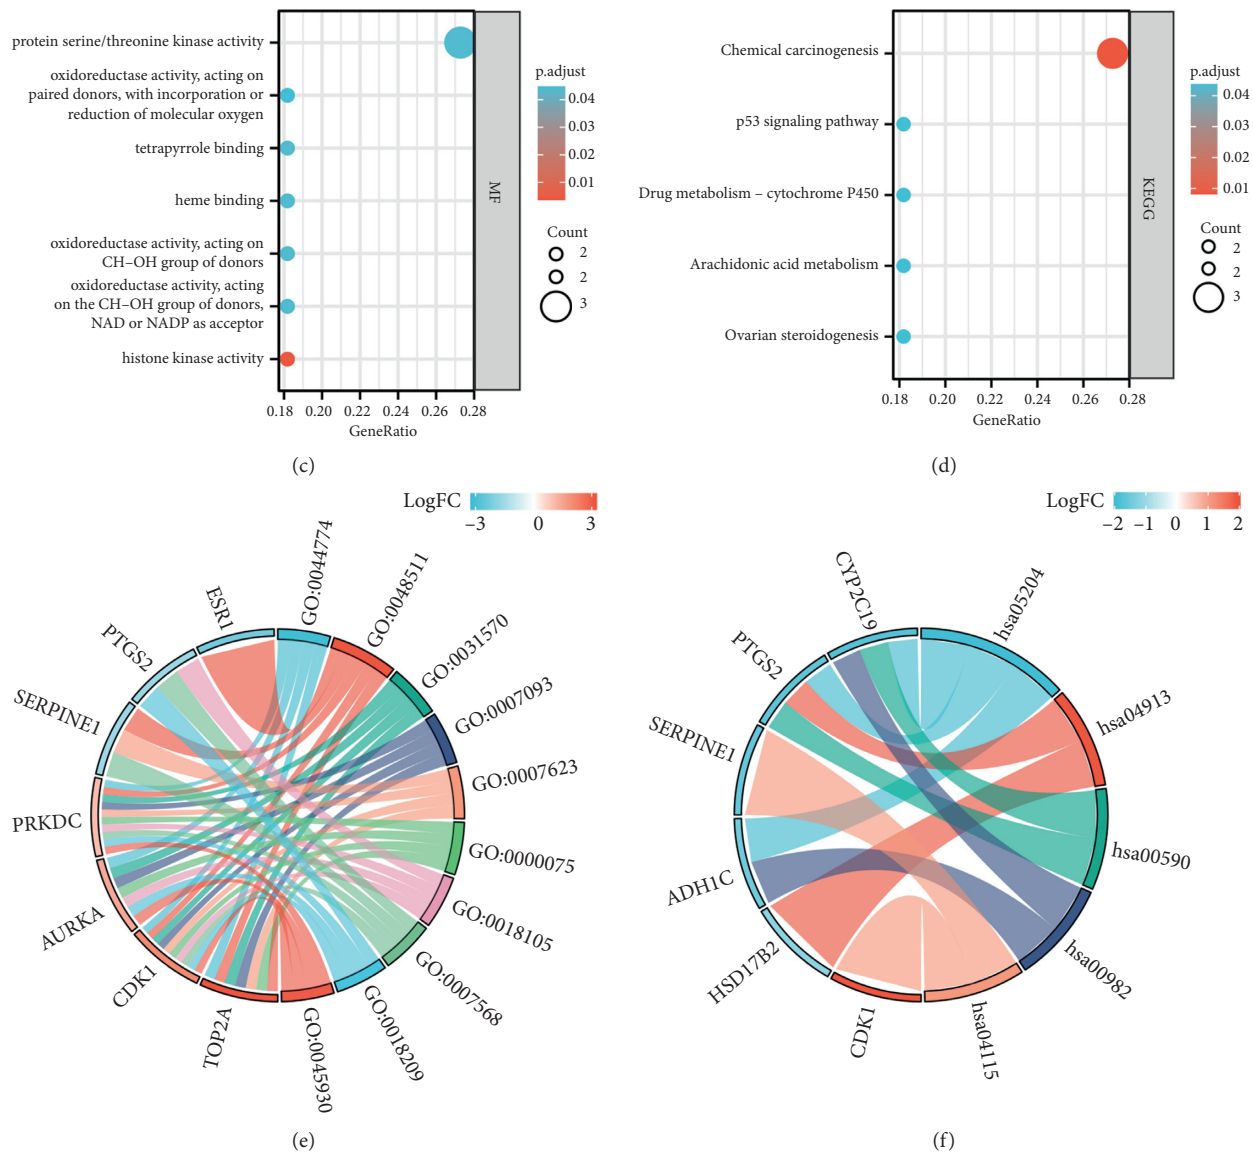 protein serine/threonine kinase activity
oxidoreductase activity, acting on
paired donors, with incorporation or
reduction of molecular oxygen
tetrapyrrole binding
heme binding
oxidoreductase activity, acting on
CH–OH group of donors
oxidoreductase activity, acting
on the CH–OH group of donors,
NAD or NADP as acceptor
histone kinase activity
0.18 0.20 0.22 0.24 0.26 0.28
GeneRatio
MF
p.adjust
0.04
0.03
0.02
0.01
Count
2
2
3
(c)
Chemical carcinogenesis
p53 signaling pathway
Drug metabolism – cytochrome P450
Arachidonic acid metabolism
Ovarian steroidogenesis
0.18 0.20 0.22 0.24 0.26 0.28
GeneRatio
KEGG
p.adjust
0.04
0.03
0.02
0.01
Count
2
2
3
(d)
LogFC
–3 0 3
GO:0044774
GO:0048511
GO:0031570
GO:0007093
GO:0007623
GO:0000075
GO:0018105
GO:0007568
GO:0018209
GO:0045930
TOP2A
CDK1
AURKA
PRKDC
SERPINE1
PTGS2
ESR1
(e)
LogFC
–2 –1 0 1 2
hsa05204
hsa04913
hsa00590
hsa00982
hsa04115
CDK1
HSD17B2
ADH1C
SERPINE1
PTGS2
CYP2C19
(f)